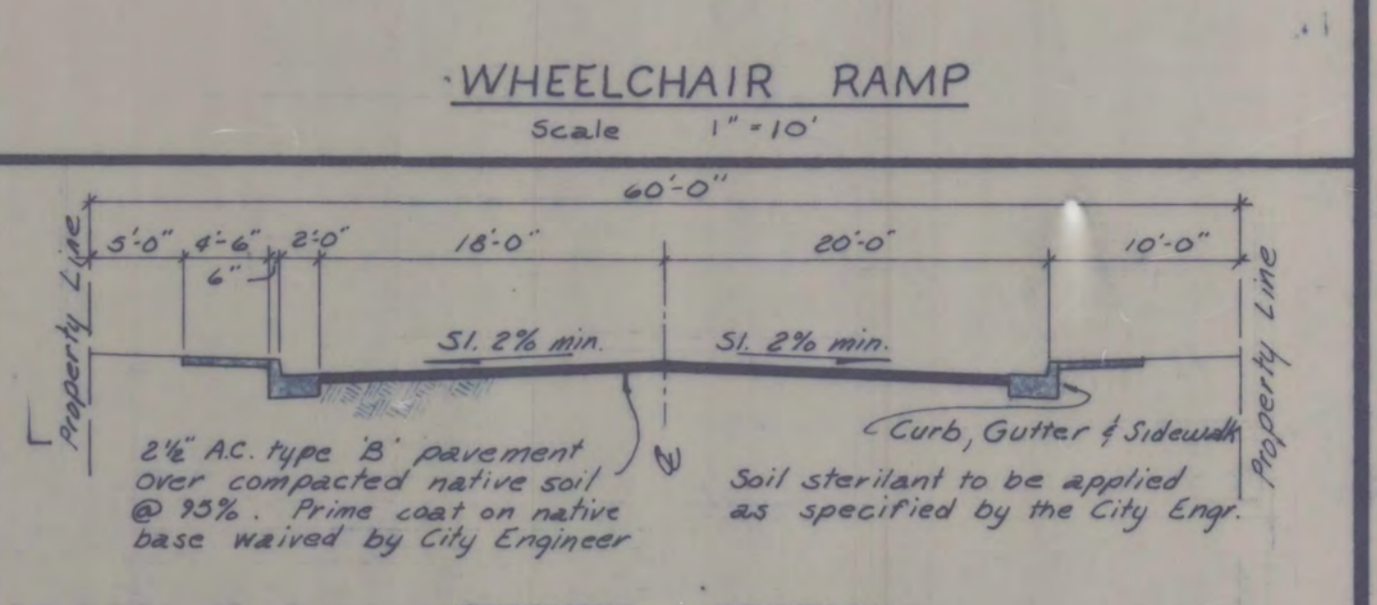 WHEELCHAIR RAMP
Scale 1" = 10'
60'-0"
5'-0" 4'-6" 2'-0" 18'-0" 20'-0" 10'-0"
6"
Property Line
Sl. 2% min. Sl. 2% min.
Property Line
℄
Curb, Gutter & Sidewalk
2½" A.C. type 'B' pavement
over compacted native soil
@ 95%. Prime coat on native
base waived by City Engineer
Soil sterilant to be applied
as specified by the City Engr.